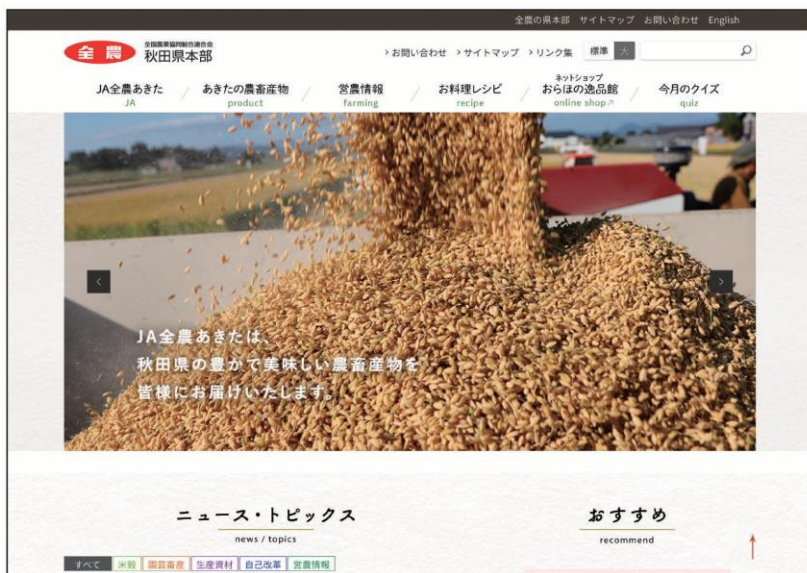 全農の県本部 サイトマップ お問い合わせ English
全農 全国農業協同組合連合会
秋田県本部
> お問い合わせ > サイトマップ > リンク集 標準 大
ネットショップ
JA全農あきた / あきたの農畜産物 / 営農情報 / お料理レシピ / おらほの逸品館 / 今月のクイズ
JA product farming recipe online shop quiz
< >
JA全農あきたは、
秋田県の豊かで美味しい農畜産物を
皆様にお届けいたします。
ニュース・トピックス
news / topics
おすすめ
recommend
すべて 米穀 園芸畜産 生産資材 自己改革 営農情報